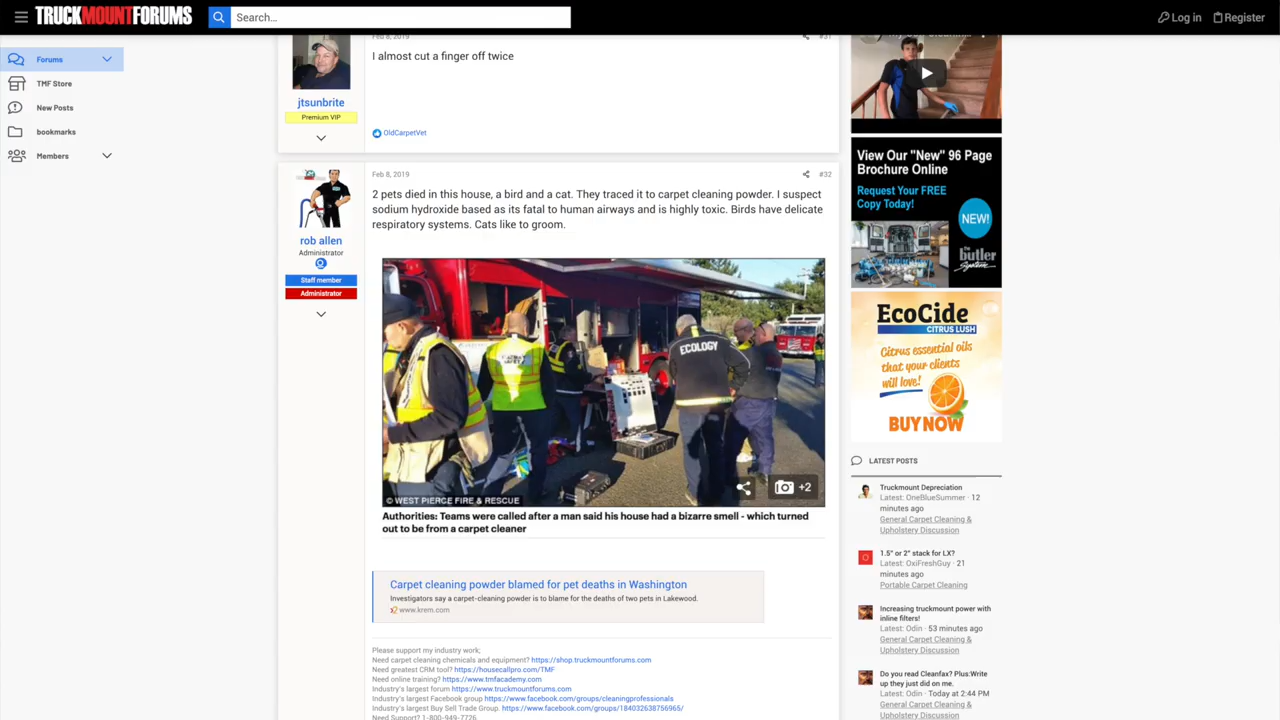 TRUCKMOUNTFORUMS
Search…
Log in
Register
Forums
TMF Store
New Posts
bookmarks
Members
Feb 8, 2019
#31
I almost cut a finger off twice
jtsunbrite
Premium VIP
OldCarpetVet
Feb 8, 2019
#32
2 pets died in this house, a bird and a cat. They traced it to carpet cleaning powder. I suspect
sodium hydroxide based as its fatal to human airways and is highly toxic. Birds have delicate
respiratory systems. Cats like to groom.
rob allen
Administrator
Staff member
Administrator
ECOLOGY
+2
© WEST PIERCE FIRE & RESCUE
Authorities: Teams were called after a man said his house had a bizarre smell - which turned
out to be from a carpet cleaner
Carpet cleaning powder blamed for pet deaths in Washington
Investigators say a carpet-cleaning powder is to blame for the deaths of two pets in Lakewood.
www.krem.com
Please support my industry work;
Need carpet cleaning chemicals and equipment? https://shop.truckmountforums.com
Need greatest CRM tool? https://housecallpro.com/TMF
Need online training? https://www.tmfacademy.com
Industry's largest forum https://www.truckmountforums.com
Industry's largest Facebook group https://www.facebook.com/groups/cleaningprofessionals
Industry's largest Buy Sell Trade Group. https://www.facebook.com/groups/184032638756965/
Need Support? 1-800-949-7726
View Our "New" 96 Page
Brochure Online
Request Your FREE
Copy Today!
NEW!
the
butler
System
EcoCide
CITRUS LUSH
Citrus essential oils
that your clients
will love!
BUY NOW
LATEST POSTS
Truckmount Depreciation
Latest: OneBlueSummer · 12
minutes ago
General Carpet Cleaning &
Upholstery Discussion
1.5" or 2" stack for LX?
Latest: OxiFreshGuy · 21
minutes ago
Portable Carpet Cleaning
Increasing truckmount power with
inline filters!
Latest: Odin · 53 minutes ago
General Carpet Cleaning &
Upholstery Discussion
Do you read Cleanfax? Plus:Write
up they just did on me.
Latest: Odin · Today at 2:44 PM
General Carpet Cleaning &
Upholstery Discussion